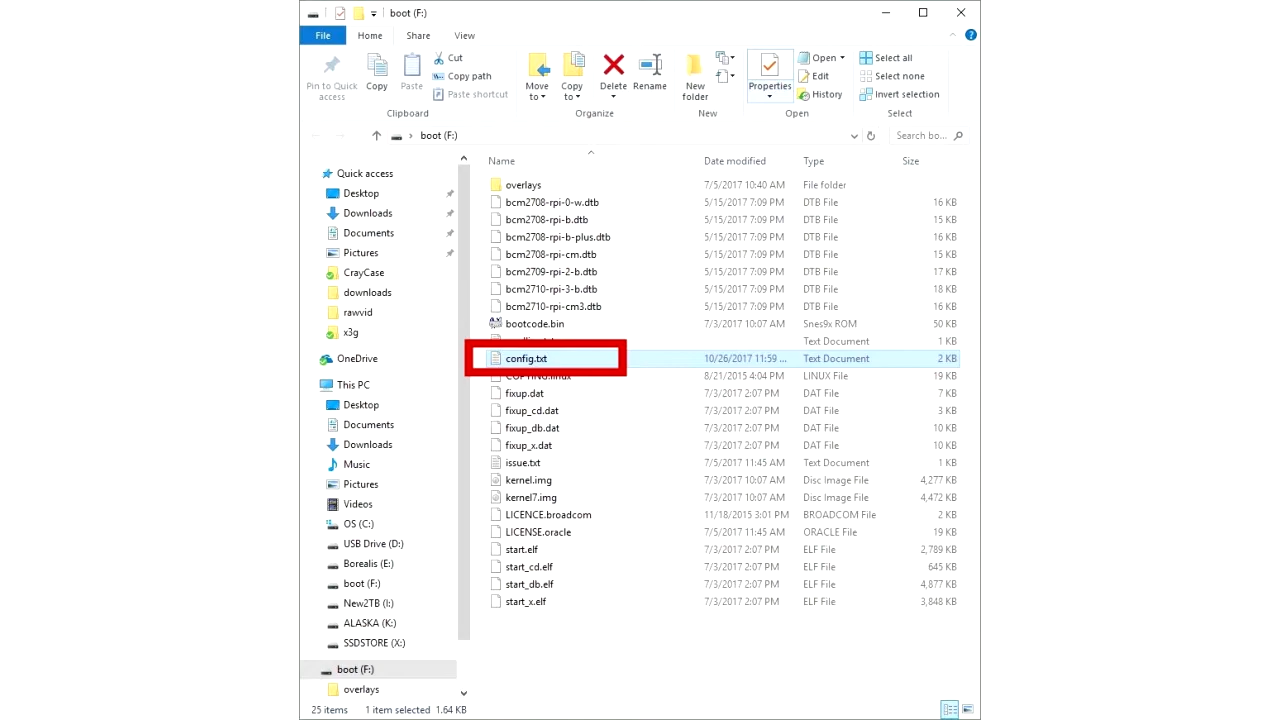 boot (F:)
File Home Share View
Pin to Quick access
Copy
Paste
Cut
Copy path
Paste shortcut
Clipboard
Move to
Copy to
Delete
Rename
Organize
New folder
New
Properties
Open
Edit
History
Open
Select all
Select none
Invert selection
Select
boot (F:)
Search bo...
Quick access
Desktop
Downloads
Documents
Pictures
CrayCase
downloads
rawvid
x3g
OneDrive
This PC
Desktop
Documents
Downloads
Music
Pictures
Videos
OS (C:)
USB Drive (D:)
Borealis (E:)
boot (F:)
New2TB (I:)
ALASKA (K:)
SSDSTORE (X:)
boot (F:)
overlays
Name Date modified Type Size
overlays 7/5/2017 10:40 AM File folder
bcm2708-rpi-0-w.dtb 5/15/2017 7:09 PM DTB File 16 KB
bcm2708-rpi-b.dtb 5/15/2017 7:09 PM DTB File 15 KB
bcm2708-rpi-b-plus.dtb 5/15/2017 7:09 PM DTB File 16 KB
bcm2708-rpi-cm.dtb 5/15/2017 7:09 PM DTB File 15 KB
bcm2709-rpi-2-b.dtb 5/15/2017 7:09 PM DTB File 17 KB
bcm2710-rpi-3-b.dtb 5/15/2017 7:09 PM DTB File 18 KB
bcm2710-rpi-cm3.dtb 5/15/2017 7:09 PM DTB File 16 KB
bootcode.bin 7/3/2017 10:07 AM Snes9x ROM 50 KB
Text Document 1 KB
config.txt 10/26/2017 11:59 ... Text Document 2 KB
COPYING.linux 8/21/2015 4:04 PM LINUX File 19 KB
fixup.dat 7/3/2017 2:07 PM DAT File 7 KB
fixup_cd.dat 7/3/2017 2:07 PM DAT File 3 KB
fixup_db.dat 7/3/2017 2:07 PM DAT File 10 KB
fixup_x.dat 7/3/2017 2:07 PM DAT File 10 KB
issue.txt 7/5/2017 11:45 AM Text Document 1 KB
kernel.img 7/3/2017 10:07 AM Disc Image File 4,277 KB
kernel7.img 7/3/2017 10:07 AM Disc Image File 4,472 KB
LICENCE.broadcom 11/18/2015 3:01 PM BROADCOM File 2 KB
LICENSE.oracle 7/5/2017 11:45 AM ORACLE File 19 KB
start.elf 7/3/2017 2:07 PM ELF File 2,789 KB
start_cd.elf 7/3/2017 2:07 PM ELF File 645 KB
start_db.elf 7/3/2017 2:07 PM ELF File 4,877 KB
start_x.elf 7/3/2017 2:07 PM ELF File 3,848 KB
25 items 1 item selected 1.64 KB